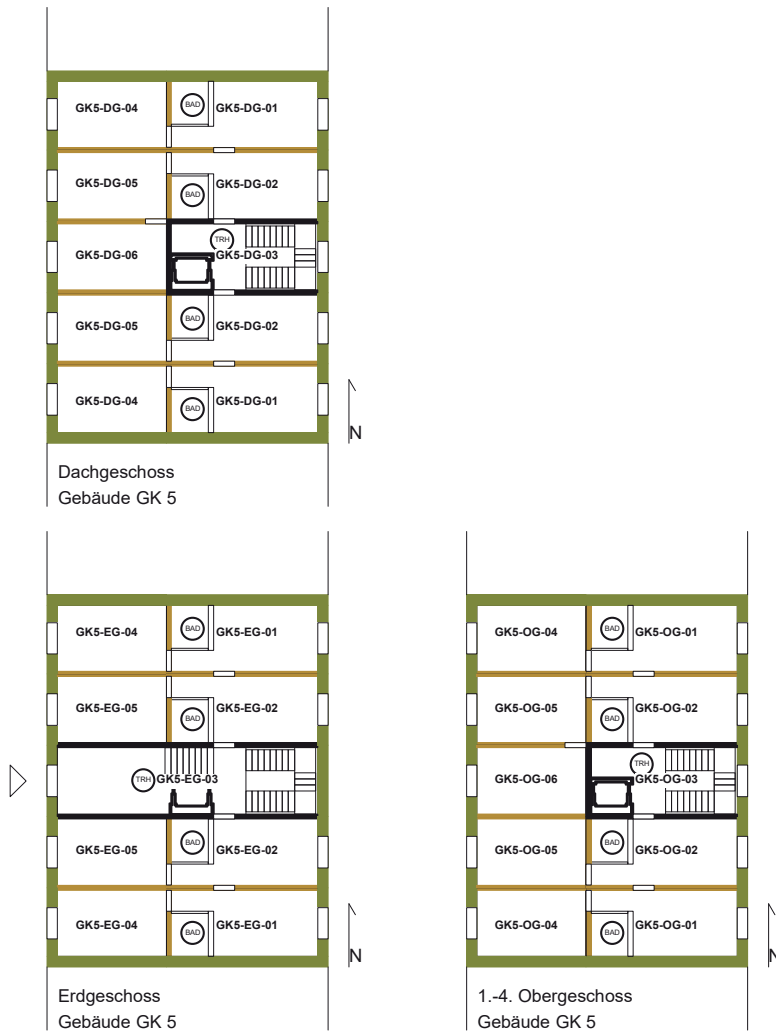 BAD
GK5-DG-04 GK5-DG-01
GK5-DG-05 GK5-DG-02
BAD
TRH
GK5-DG-06 GK5-DG-03
BAD
GK5-DG-05 GK5-DG-02
GK5-DG-04 GK5-DG-01
BAD
N
Dachgeschoss
Gebäude GK 5
BAD
GK5-EG-04 GK5-EG-01
GK5-EG-05 GK5-EG-02
BAD
TRH GK5-EG-03
BAD
GK5-EG-05 GK5-EG-02
GK5-EG-04 GK5-EG-01
BAD
N
Erdgeschoss
Gebäude GK 5
BAD
GK5-OG-04 GK5-OG-01
GK5-OG-05 GK5-OG-02
BAD
TRH
GK5-OG-06 GK5-OG-03
BAD
GK5-OG-05 GK5-OG-02
GK5-OG-04 GK5-OG-01
BAD
N
1.-4. Obergeschoss
Gebäude GK 5